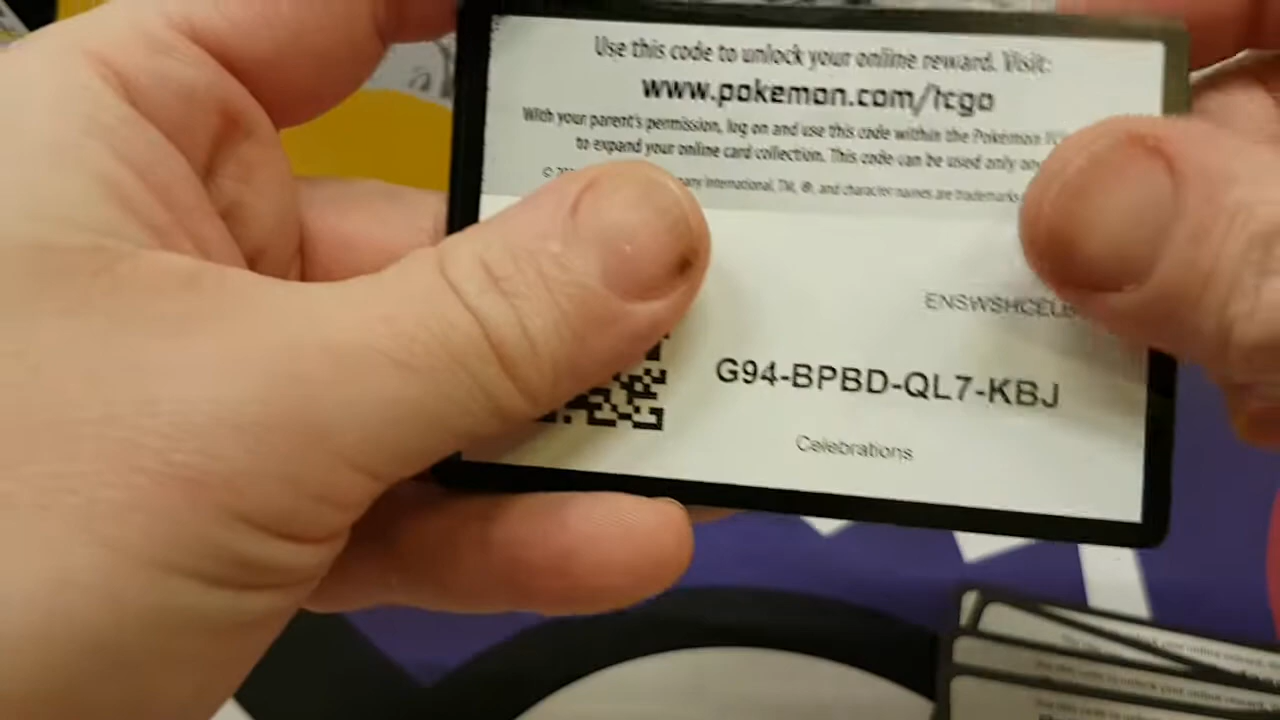 Use this code to unlock your online reward. Visit:
www.pokemon.com/tcgo
With your parent's permission, log on and use this code within the Pokémon
to expand your online card collection. This code can be used only
International, TM, ®, and character names are trademarks
G94-BPBD-QL7-KBJ
Celebrations